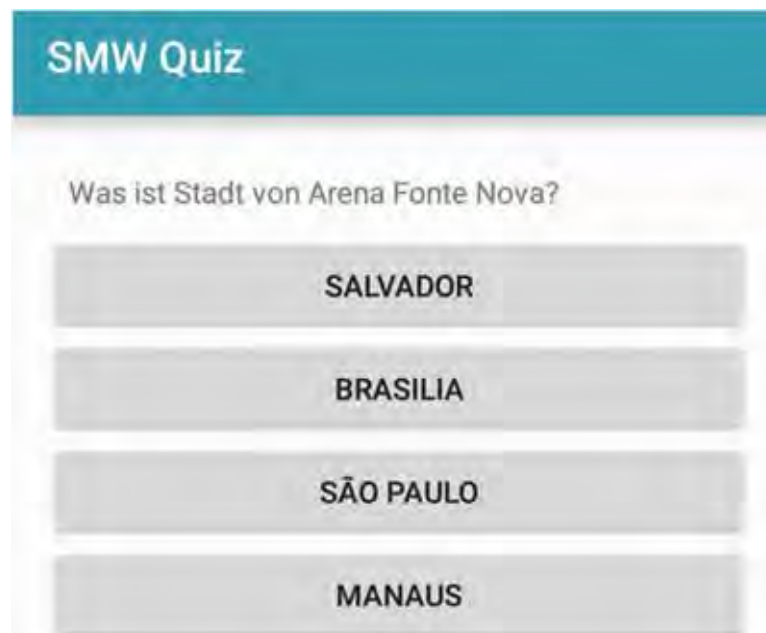 SMW Quiz
Was ist Stadt von Arena Fonte Nova?
SALVADOR
BRASILIA
SÃO PAULO
MANAUS